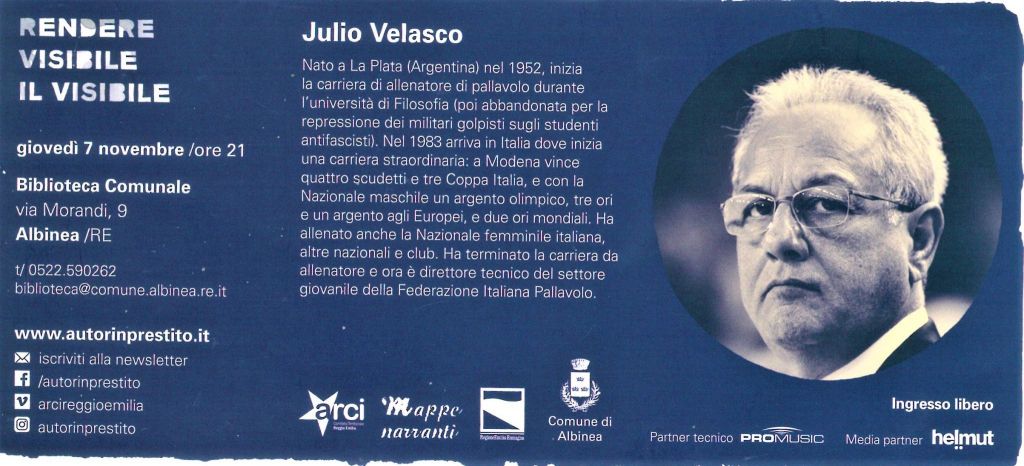 RENDERE
VISIBILE
IL VISIBILE
giovedì 7 novembre /ore 21
Biblioteca Comunale
via Morandi, 9
Albinea /RE
t/ 0522.590262
biblioteca@comune.albinea.re.it
www.autorinprestito.it
iscriviti alla newsletter
/autorinprestito
arcireggioemilia
autorinprestito
Julio Velasco
Nato a La Plata (Argentina) nel 1952, inizia
la carriera di allenatore di pallavolo durante
l'università di Filosofia (poi abbandonata per la
repressione dei militari golpisti sugli studenti
antifascisti). Nel 1983 arriva in Italia dove inizia
una carriera straordinaria: a Modena vince
quattro scudetti e tre Coppa Italia, e con la
Nazionale maschile un argento olimpico, tre ori
e un argento agli Europei, e due ori mondiali. Ha
allenato anche la Nazionale femminile italiana,
altre nazionali e club. Ha terminato la carriera da
allenatore e ora è direttore tecnico del settore
giovanile della Federazione Italiana Pallavolo.
arci
Comitato Territoriale
Reggio Emilia
Mappe
narranti
RegioneEmilia-Romagna
Comune di
Albinea
Ingresso libero
Partner tecnico PROMUSIC
Media partner helmut